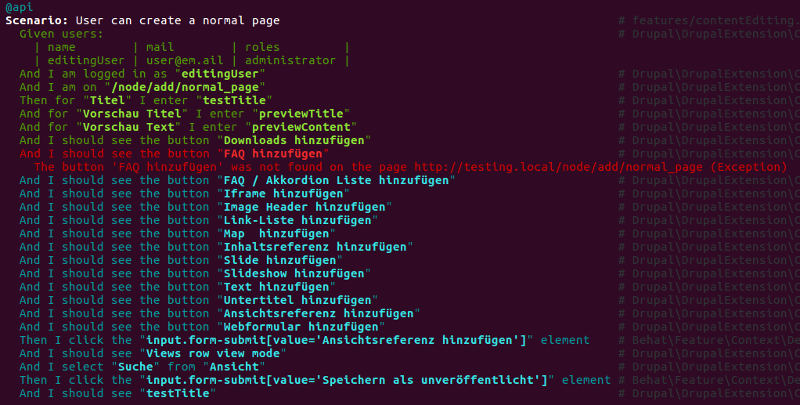 @api
Scenario: User can create a normal page # features/contentEditing.
Given users: # Drupal\DrupalExtension\C
| name | mail | roles |
| editingUser | user@em.ail | administrator |
And I am logged in as "editingUser" # Drupal\DrupalExtension\C
And I am on "/node/add/normal_page" # Drupal\DrupalExtension\C
Then for "Titel" I enter "testTitle" # Drupal\DrupalExtension\C
And for "Vorschau Titel" I enter "previewTitle" # Drupal\DrupalExtension\C
And for "Vorschau Text" I enter "previewContent" # Drupal\DrupalExtension\C
And I should see the button "Downloads hinzufügen" # Drupal\DrupalExtension\C
And I should see the button "FAQ hinzufügen" # Drupal\DrupalExtension\C
The button 'FAQ hinzufügen' was not found on the page http://testing.local/node/add/normal_page (Exception)
And I should see the button "FAQ / Akkordion Liste hinzufügen" # Drupal\DrupalExtension\C
And I should see the button "Iframe hinzufügen" # Drupal\DrupalExtension\C
And I should see the button "Image Header hinzufügen" # Drupal\DrupalExtension\C
And I should see the button "Link-Liste hinzufügen" # Drupal\DrupalExtension\C
And I should see the button "Map  hinzufügen" # Drupal\DrupalExtension\C
And I should see the button "Inhaltsreferenz hinzufügen" # Drupal\DrupalExtension\C
And I should see the button "Slide hinzufügen" # Drupal\DrupalExtension\C
And I should see the button "Slideshow hinzufügen" # Drupal\DrupalExtension\C
And I should see the button "Text hinzufügen" # Drupal\DrupalExtension\C
And I should see the button "Untertitel hinzufügen" # Drupal\DrupalExtension\C
And I should see the button "Ansichtsreferenz hinzufügen" # Drupal\DrupalExtension\C
And I should see the button "Webformular hinzufügen" # Drupal\DrupalExtension\C
Then I click the "input.form-submit[value='Ansichtsreferenz hinzufügen']" element # Behat\Feature\Context\De
And I should see "Views row view mode" # Drupal\DrupalExtension\C
And I select "Suche" from "Ansicht" # Drupal\DrupalExtension\C
Then I click the "input.form-submit[value='Speichern als unveröffentlicht']" element # Behat\Feature\Context\De
And I should see "testTitle" # Drupal\DrupalExtension\C